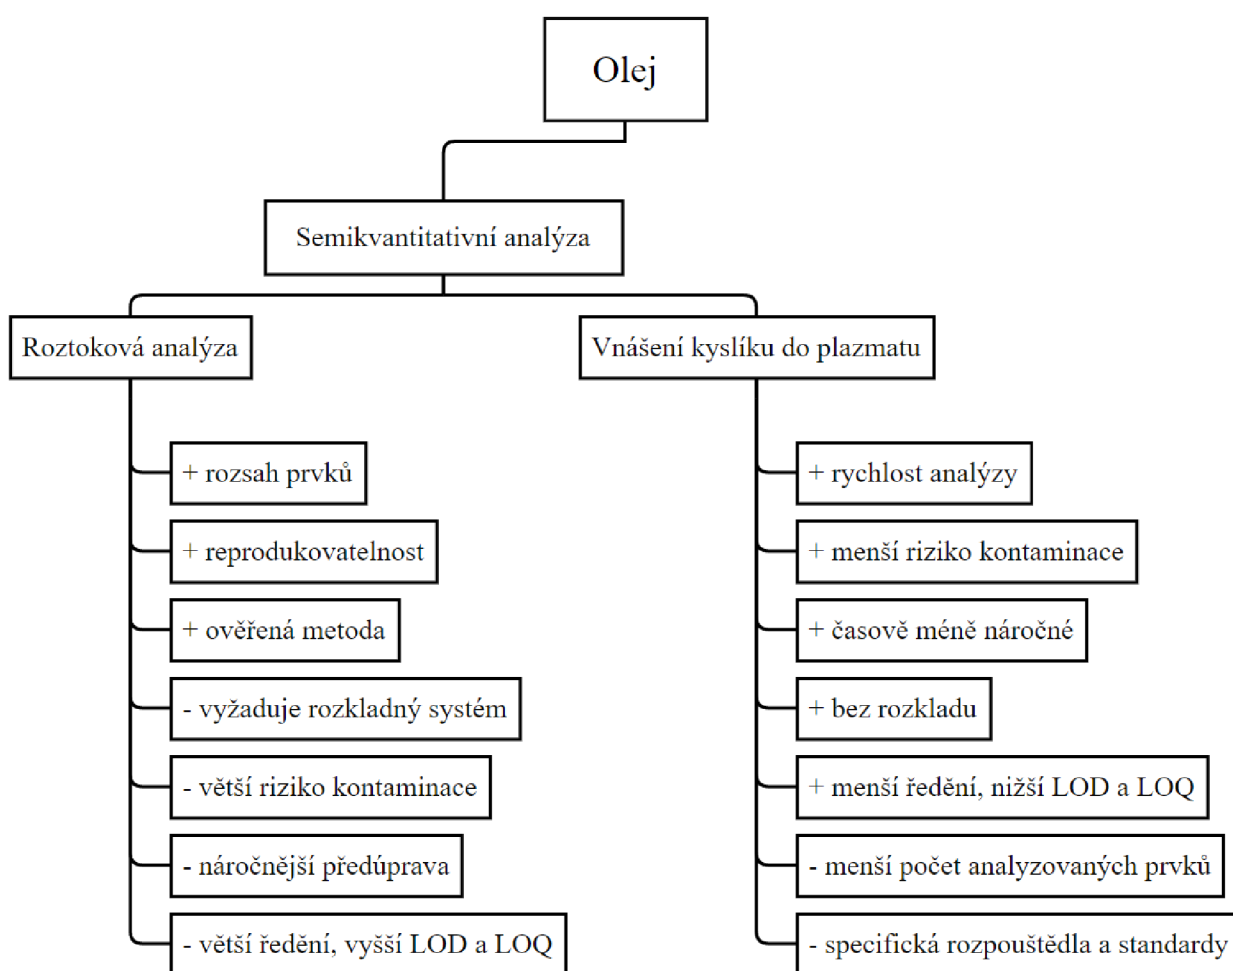 Olej
Semikvantitativní analýza
Roztoková analýza
+ rozsah prvků
+ reprodukovatelnost
+ ověřená metoda
- vyžaduje rozkladný systém
- větší riziko kontaminace
- náročnější předúprava
- větší ředění, vyšší LOD a LOQ
Vnášení kyslíku do plazmatu
+ rychlost analýzy
+ menší riziko kontaminace
+ časově méně náročné
+ bez rozkladu
+ menší ředění, nižší LOD a LOQ
- menší počet analyzovaných prvků
- specifická rozpouštědla a standardy